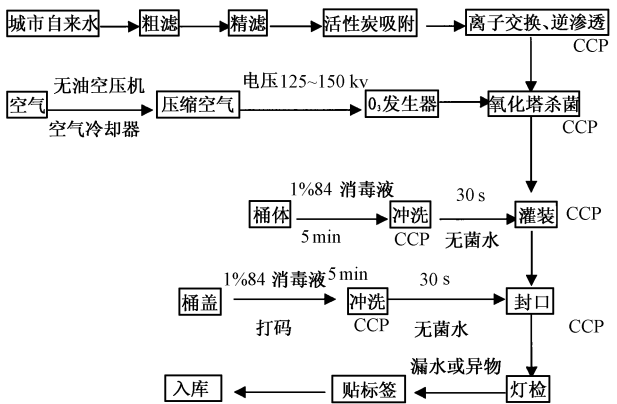 城市自来水 粗滤 精滤 活性炭吸附 离子交换、逆渗透
CCP
无油空压机 电压125~150 kv
空气 压缩空气 O₃发生器 氧化塔杀菌
空气冷却器 CCP
1%84 消毒液 30 s
桶体 冲洗 灌装 CCP
5 min CCP 无菌水
1%84 消毒液 5 min 30 s
桶盖 冲洗 封口
打码 CCP 无菌水 CCP
漏水或异物
入库 贴标签 灯检